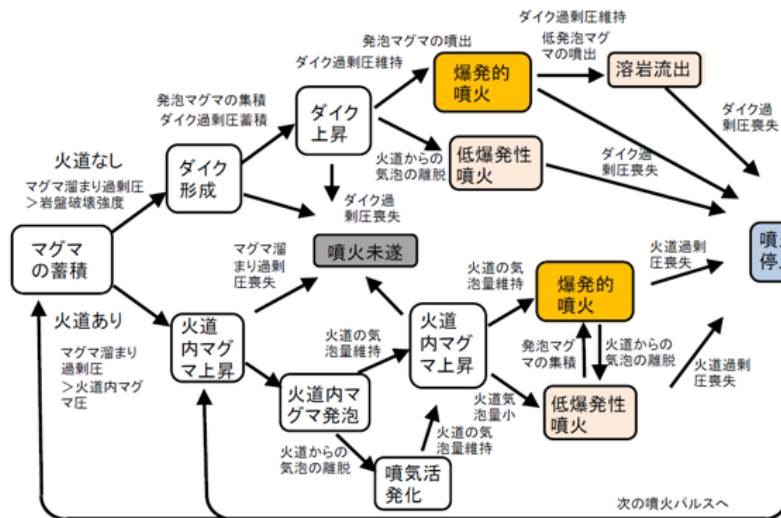 ダイク過剰圧維持
発泡マグマの噴出
低発泡マグ
マの噴出
ダイク過剰圧維持
爆発的
噴火
溶岩流出
発泡マグマの集積
ダイク過剰圧蓄積
ダイク
上昇
ダイク過
剰圧喪失
火道なし
ダイク
形成
火道からの
気泡の離脱
低爆発性
噴火
ダイク過
剰圧喪失
マグマ溜まり過剰圧
＞岩盤破壊強度
ダイク過
剰圧喪失
マグマ
の蓄積
マグマ溜
まり過剰
圧喪失
噴火未遂
火道の気
泡量維持
爆発的
噴火
火道過剰
圧喪失
噴
停
火道あり
火道
内マグ
マ上昇
火道の気
泡量維持
火道
内マグ
マ上昇
マグマ溜まり
過剰圧
＞火道内マグ
マ圧
発泡マグ
マの集積
火道からの
気泡の離脱
火道過剰
圧喪失
火道内マ
グマ発泡
火道気
泡量小
低爆発性
噴火
火道からの
気泡の離脱
火道の気
泡量維持
噴気活
発化
次の噴火パルスへ